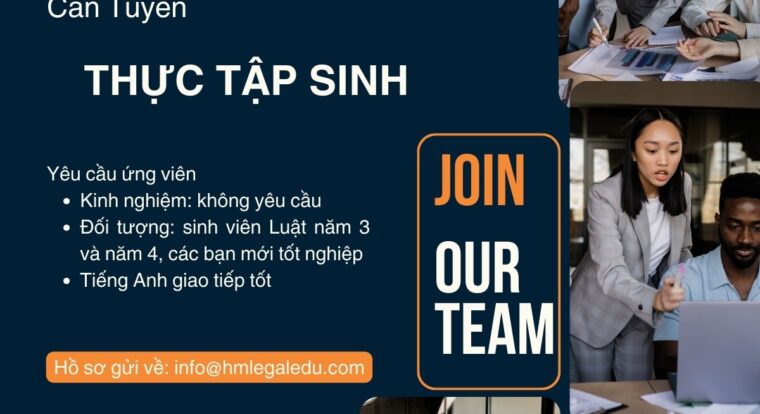 Cần Tuyển
THỰC TẬP SINH
Yêu cầu ứng viên
• Kinh nghiệm: không yêu cầu
• Đối tượng: sinh viên Luật năm 3
và năm 4, các bạn mới tốt nghiệp
• Tiếng Anh giao tiếp tốt
JOIN
OUR
TEAM
Hồ sơ gửi về: info@hmlegaledu.com